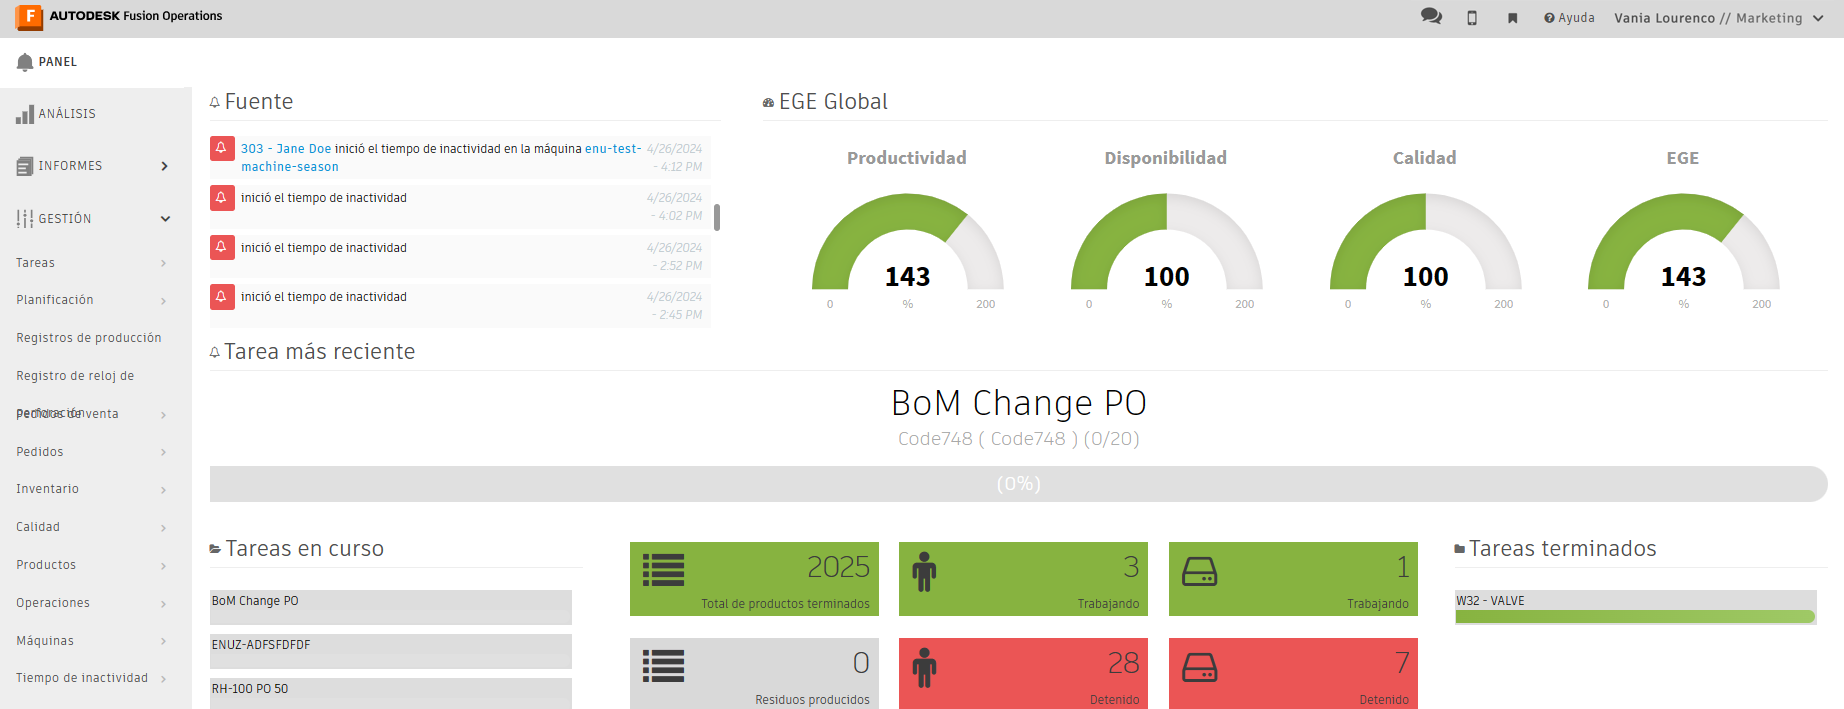 AUTODESK Fusion Operations
Ayuda
Vania Lourenco // Marketing
PANEL
ANÁLISIS
INFORMES
GESTIÓN
Tareas
Planificación
Registros de producción
Registro de reloj de
perforación
Pedidos de venta
Pedidos
Inventario
Calidad
Productos
Operaciones
Máquinas
Tiempo de inactividad
Fuente
303 - Jane Doe inició el tiempo de inactividad en la máquina enu-test-
machine-season
4/26/2024
- 4:12 PM
inició el tiempo de inactividad
4/26/2024
- 4:02 PM
inició el tiempo de inactividad
4/26/2024
- 2:52 PM
inició el tiempo de inactividad
4/26/2024
- 2:45 PM
EGE Global
Productividad
143
0 % 200
Disponibilidad
100
0 % 200
Calidad
100
0 % 200
EGE
143
0 % 200
Tarea más reciente
BoM Change PO
Code748 ( Code748 ) (0/20)
(0%)
Tareas en curso
BoM Change PO
ENUZ-ADFSFDFDF
RH-100 PO 50
2025
Total de productos terminados
3
Trabajando
1
Trabajando
0
Residuos producidos
28
Detenido
7
Detenido
Tareas terminados
W32 - VALVE